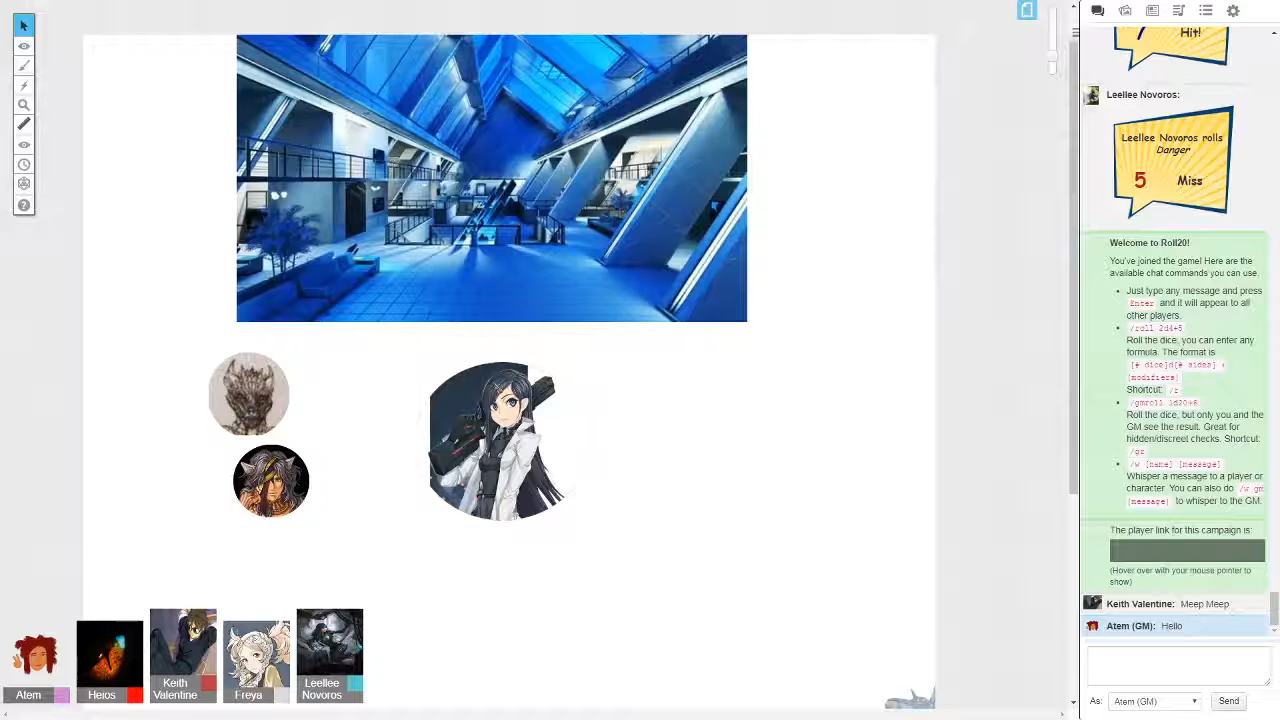 Hit!
Leellee Novoros:
Leellee Novoros rolls
Danger
5 Miss
Welcome to Roll20!
You've joined the game! Here are the
available chat commands you can use.
Just type any message and press
Enter and it will appear to all
other players.
/roll 2d4+5
Roll the dice, you can enter any
formula. The format is
[# dice]d[# sides] +
[modifiers]
Shortcut: /r
/gmroll 1d20+8
Roll the dice, but only you and the
GM see the result. Great for
hidden/discreet checks. Shortcut:
/gr
/w [name] [message]
Whisper a message to a player or
character. You can also do /w gm
[message] to whisper to the GM.
The player link for this campaign is:
(Hover over with your mouse pointer to
show)
Keith Valentine: Meep Meep
Atem (GM): Hello
As: Atem (GM) Send
Atem
Heios
Keith
Valentine
Freya
Leellee
Novoros